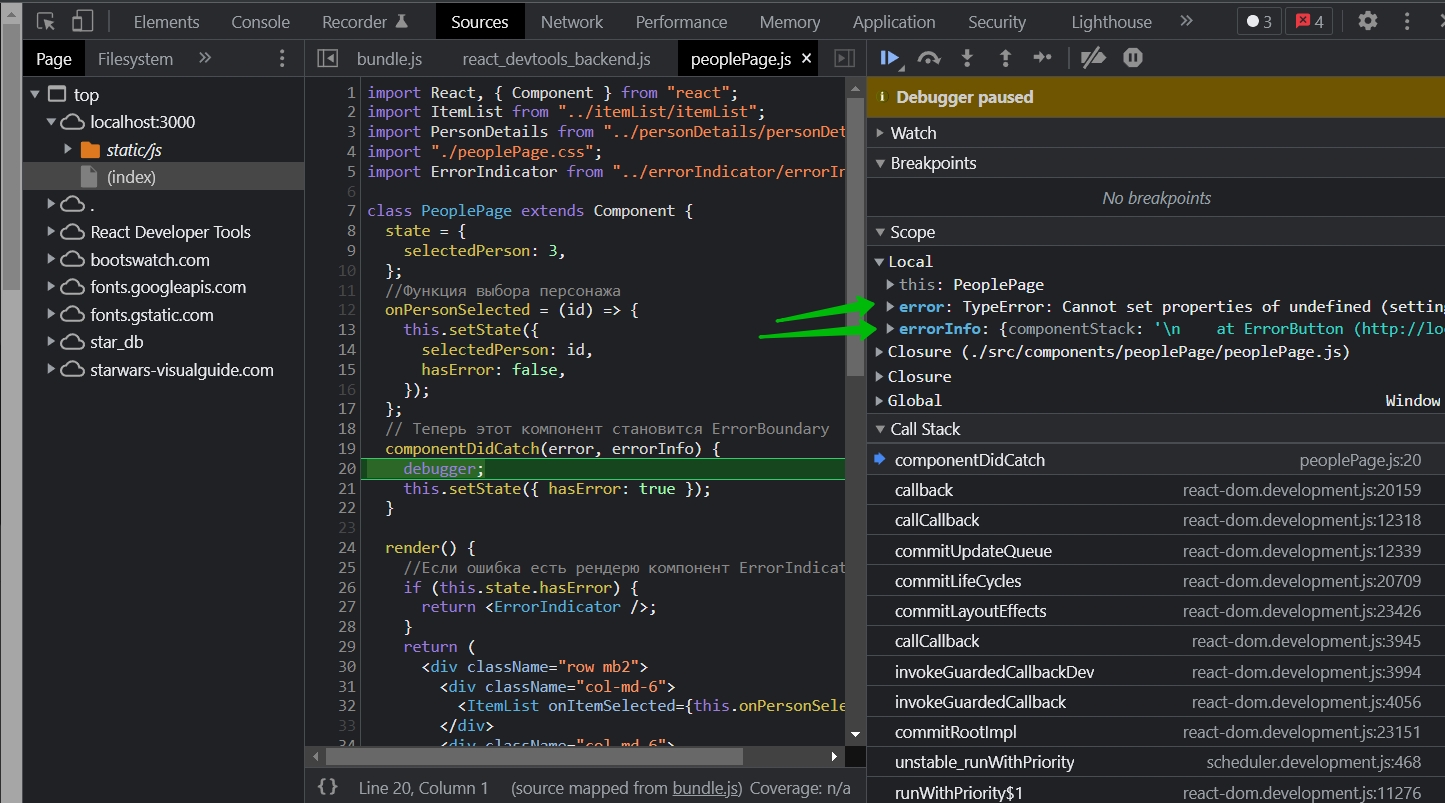 Elements Console Recorder Sources Network Performance Memory Application Security Lighthouse » 3 4
Page Filesystem »
bundle.js react_devtools_backend.js peoplePage.js ×
top
localhost:3000
static/js
(index)
.
React Developer Tools
bootswatch.com
fonts.googleapis.com
fonts.gstatic.com
star_db
starwars-visualguide.com
1 import React, { Component } from "react";
2 import ItemList from "../itemList/itemList";
3 import PersonDetails from "../personDetails/personDet
4 import "./peoplePage.css";
5 import ErrorIndicator from "../errorIndicator/errorIn
6
7 class PeoplePage extends Component {
8 state = {
9 selectedPerson: 3,
10 };
11 //Функция выбора персонажа
12 onPersonSelected = (id) => {
13 this.setState({
14 selectedPerson: id,
15 hasError: false,
16 });
17 };
18 // Теперь этот компонент становится ErrorBoundary
19 componentDidCatch(error, errorInfo) {
20 debugger;
21 this.setState({ hasError: true });
22 }
23
24 render() {
25 //Если ошибка есть рендерю компонент ErrorIndicat
26 if (this.state.hasError) {
27 return <ErrorIndicator />;
28 }
29 return (
30 <div className="row mb2">
31 <div className="col-md-6">
32 <ItemList onItemSelected={this.onPersonSele
33 </div>
34 <div className="col-md-6">
{} Line 20, Column 1 (source mapped from bundle.js) Coverage: n/a
Debugger paused
Watch
Breakpoints
No breakpoints
Scope
Local
this: PeoplePage
error: TypeError: Cannot set properties of undefined (setting
errorInfo: {componentStack: '\n at ErrorButton (http://lo
Closure (./src/components/peoplePage/peoplePage.js)
Closure
Global Window
Call Stack
componentDidCatch peoplePage.js:20
callback react-dom.development.js:20159
callCallback react-dom.development.js:12318
commitUpdateQueue react-dom.development.js:12339
commitLifeCycles react-dom.development.js:20709
commitLayoutEffects react-dom.development.js:23426
callCallback react-dom.development.js:3945
invokeGuardedCallbackDev react-dom.development.js:3994
invokeGuardedCallback react-dom.development.js:4056
commitRootImpl react-dom.development.js:23151
unstable_runWithPriority scheduler.development.js:468
runWithPriority$1 react-dom.development.js:11276